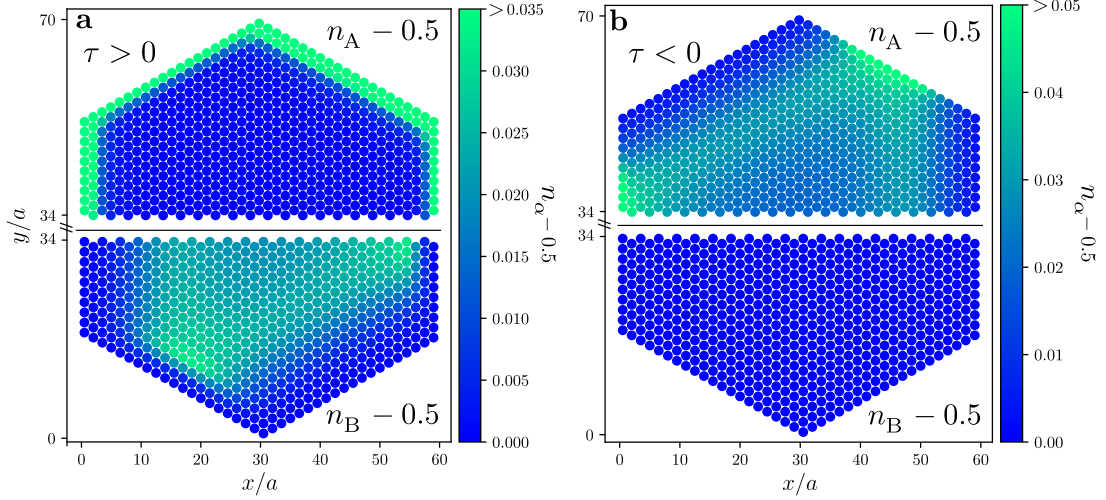 a
τ > 0
n_A − 0.5
n_B − 0.5
70
34
34
0
y/a
0 10 20 30 40 50 60
x/a
> 0.035
0.030
0.025
0.020
0.015
0.010
0.005
0.000
n_α − 0.5
b
τ < 0
n_A − 0.5
n_B − 0.5
70
34
34
0
0 10 20 30 40 50 60
x/a
> 0.05
0.04
0.03
0.02
0.01
0.00
n_α − 0.5